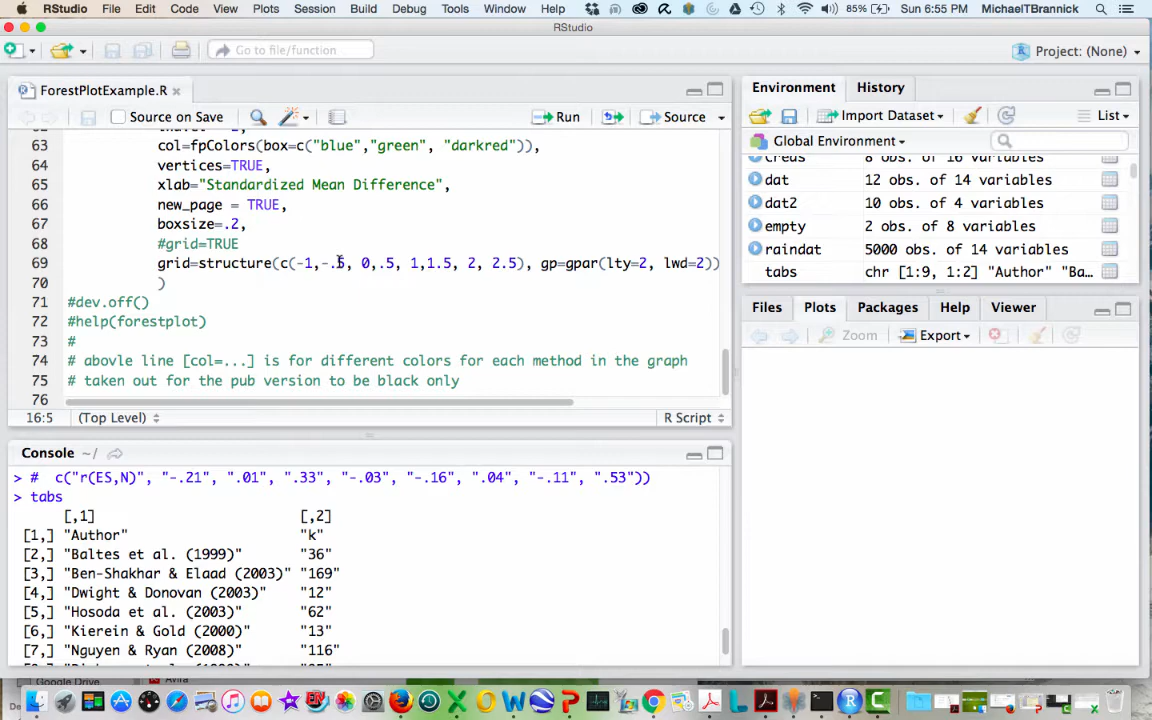 RStudio File Edit Code View Plots Session Build Debug Tools Window Help 85% Sun 6:55 PM MichaelTBrannick
RStudio
Go to file/function Project: (None)
ForestPlotExample.R
Source on Save Run Source
63 col=fpColors(box=c("blue","green", "darkred")),
64 vertices=TRUE,
65 xlab="Standardized Mean Difference",
66 new_page = TRUE,
67 boxsize=.2,
68 #grid=TRUE
69 grid=structure(c(-1,-.5, 0,.5, 1,1.5, 2, 2.5), gp=gpar(lty=2, lwd=2))
70 )
71 #dev.off()
72 #help(forestplot)
73 #
74 # abovle line [col=...] is for different colors for each method in the graph
75 # taken out for the pub version to be black only
76
16:5 (Top Level) R Script
Console ~/
> # c("r(ES,N)", "-.21", ".01", ".33", "-.03", "-.16", ".04", "-.11", ".53"))
> tabs
[,1] [,2]
[1,] "Author" "k"
[2,] "Baltes et al. (1999)" "36"
[3,] "Ben-Shakhar & Elaad (2003)" "169"
[4,] "Dwight & Donovan (2003)" "12"
[5,] "Hosoda et al. (2003)" "62"
[6,] "Kierein & Gold (2000)" "13"
[7,] "Nguyen & Ryan (2008)" "116"
Environment History
Import Dataset List
Global Environment
8 obs. of 16 variables
dat 12 obs. of 14 variables
dat2 10 obs. of 4 variables
empty 2 obs. of 8 variables
raindat 5000 obs. of 14 variables
tabs chr [1:9, 1:2] "Author" "Ba...
Files Plots Packages Help Viewer
Zoom Export
Google Drive Avira